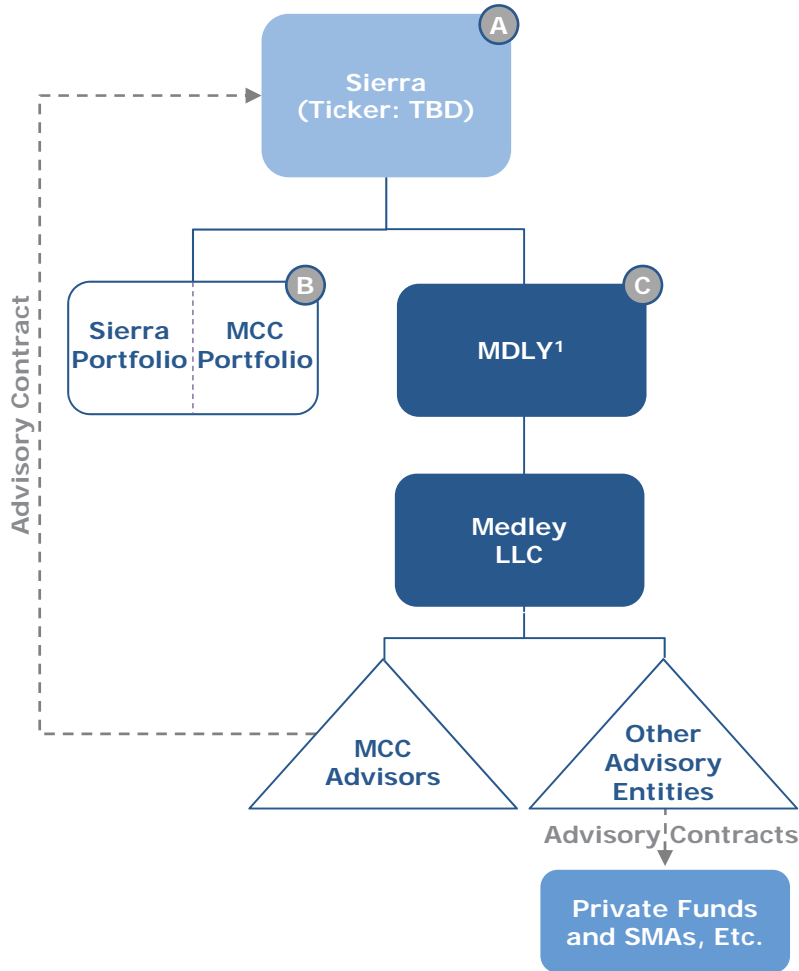 A
Sierra
(Ticker: TBD)
Advisory Contract
B
Sierra
Portfolio
MCC
Portfolio
C
MDLY¹
Medley
LLC
MCC
Advisors
Other
Advisory
Entities
Advisory Contracts
Private Funds
and SMAs, Etc.